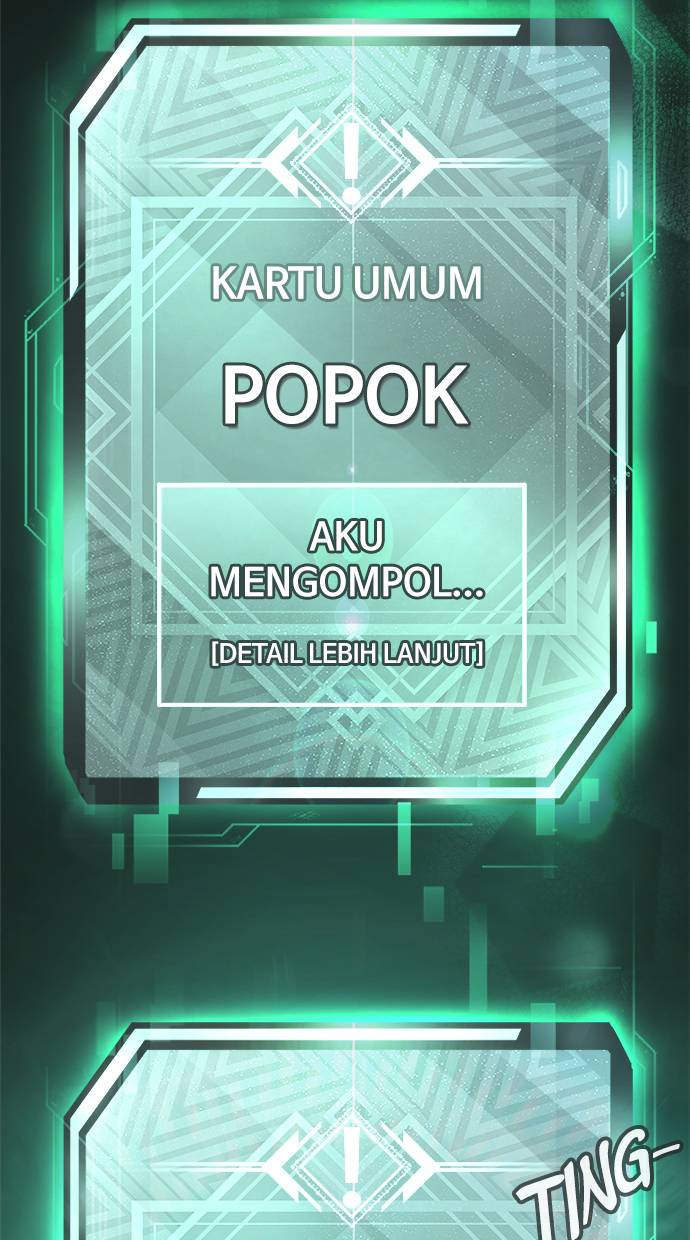 KARTU UMUM
POPOK
AKU
MENGOMPOL...
[DETAIL LEBIH LANJUT]
TING-